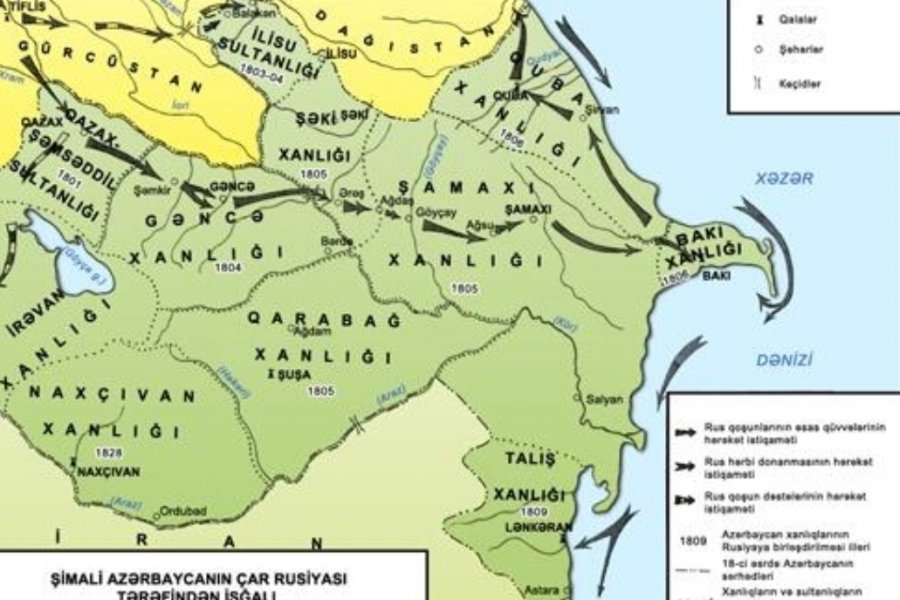 TİFLİS
Balakən
Qalalar
Şəhərlər
Keçidlər
GÜRCÜSTAN
İLİSU
SULTANLIĞI
1803-04
İLİSU
DAĞISTAN
QUBA
XANLIĞI
1806
QUBA
Şirvan
İori
QAZAX
QAZAX-
ŞƏMSƏDDİL
1801
SULTANLIĞI
ŞƏKİ
ŞƏKİ
XANLIĞI
1805
XƏZƏR
Şəmkir
GƏNCƏ
GƏNCƏ
XANLIĞI
1804
Ərəş
Ağdaş
ŞAMAXI
Göyçay
Ağsu
ŞAMAXI
XANLIĞI
1805
Bərdə
BAKI
XANLIĞI
1806
BAKI
(Göyçə g.)
İRƏVAN
XANLIĞI
QARABAĞ
Ağdam
XANLIĞI
ŞUŞA
1805
(Kür)
DƏNİZİ
NAXÇIVAN
XANLIĞI
1828
NAXÇIVAN
(Həkəri)
(Araz)
Salyan
(Araz)
Ordubad
TALIŞ
XANLIĞI
1809
LƏNKƏRAN
Astara
İRAN
Rus qoşunlarının əsas qüvvələrinin
hərəkət istiqaməti
Rus hərbi donanmasının hərəkət
istiqaməti
Rus qoşun dəstələrinin hərəkət
istiqaməti
1809 Azərbaycan xanlıqlarının
Rusiyaya birləşdirilməsi illəri
18-ci əsrdə Azərbaycanın
sərhədləri
Xanlıqların və sultanlıqların
ŞİMALİ AZƏRBAYCANIN ÇAR RUSİYASI
TƏRƏFİNDƏN İŞĞALI